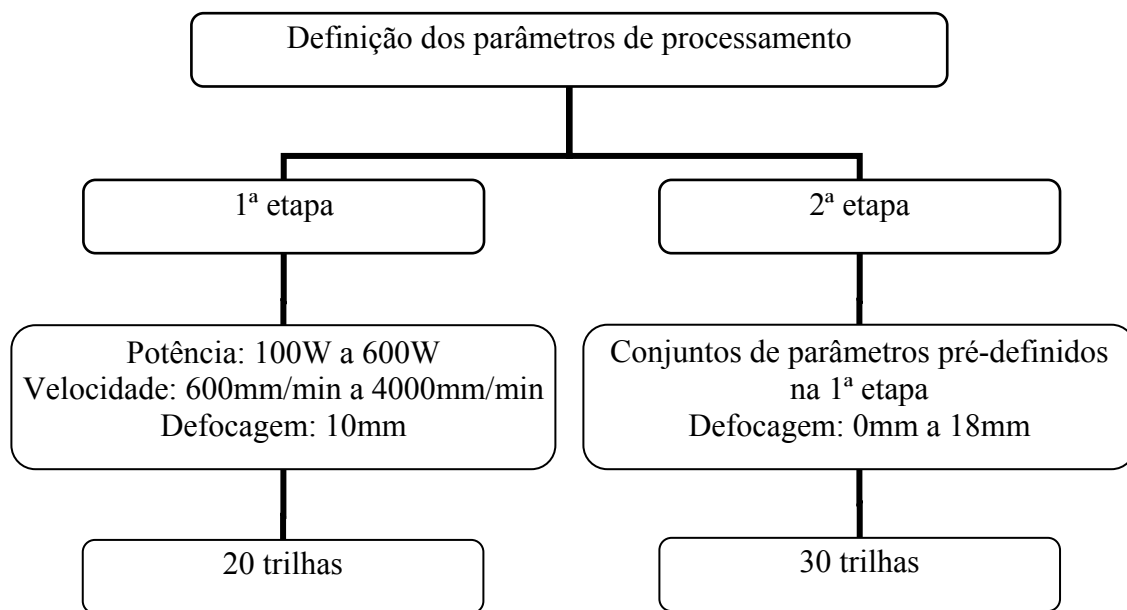 Definição dos parâmetros de processamento
1ª etapa
2ª etapa
Potência: 100W a 600W
Velocidade: 600mm/min a 4000mm/min
Defocagem: 10mm
Conjuntos de parâmetros pré-definidos
na 1ª etapa
Defocagem: 0mm a 18mm
20 trilhas
30 trilhas